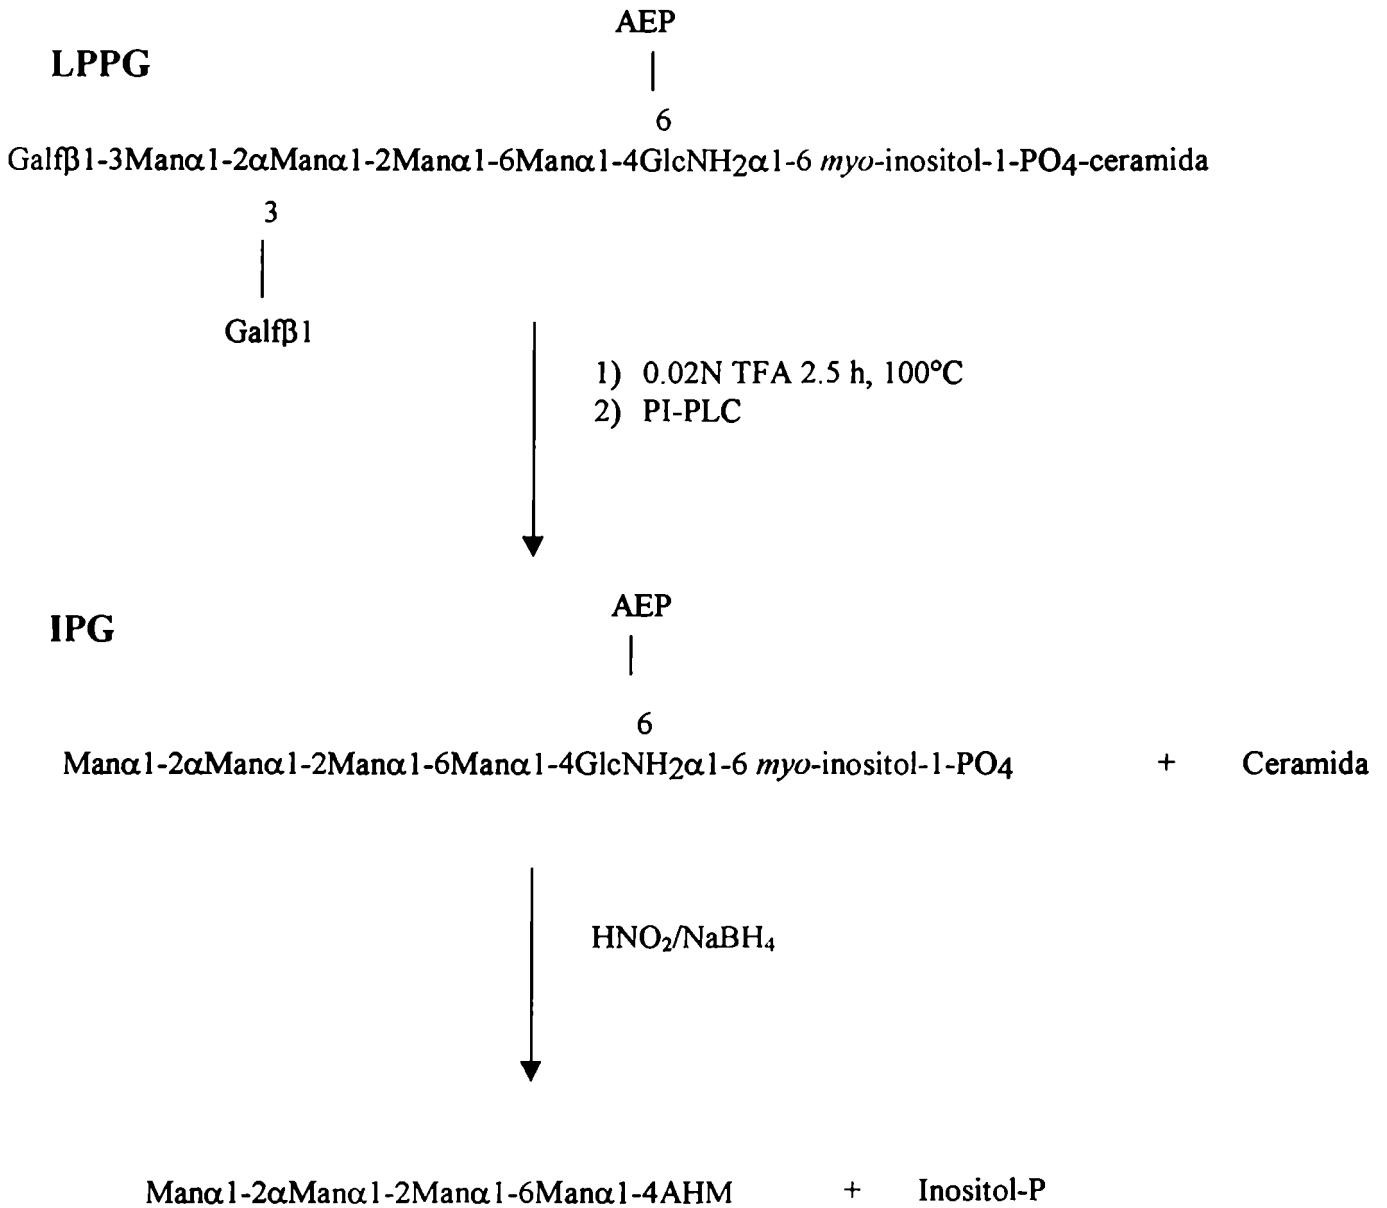 AEP
LPPG
6
Galfβ1-3Manα1-2αManα1-2Manα1-6Manα1-4GlcNH2α1-6 myo-inositol-1-PO4-ceramida
3
Galfβ1
1) 0.02N TFA 2.5 h, 100°C
2) PI-PLC
AEP
IPG
6
Manα1-2αManα1-2Manα1-6Manα1-4GlcNH2α1-6 myo-inositol-1-PO4 + Ceramida
HNO2/NaBH4
Manα1-2αManα1-2Manα1-6Manα1-4AHM + Inositol-P